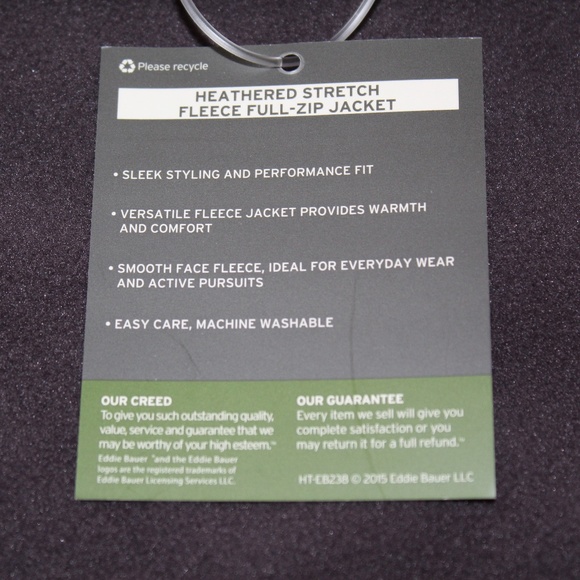 Please recycle
HEATHERED STRETCH
FLEECE FULL-ZIP JACKET
• SLEEK STYLING AND PERFORMANCE FIT
• VERSATILE FLEECE JACKET PROVIDES WARMTH
AND COMFORT
• SMOOTH FACE FLEECE, IDEAL FOR EVERYDAY WEAR
AND ACTIVE PURSUITS
• EASY CARE, MACHINE WASHABLE
OUR CREED
To give you such outstanding quality,
value, service and guarantee that we
may be worthy of your high esteem.™
Eddie Bauer ® and the Eddie Bauer
logos are the registered trademarks of
Eddie Bauer Licensing Services LLC.
OUR GUARANTEE
Every item we sell will give you
complete satisfaction or you
may return it for a full refund.™
HT-EB238 © 2015 Eddie Bauer LLC